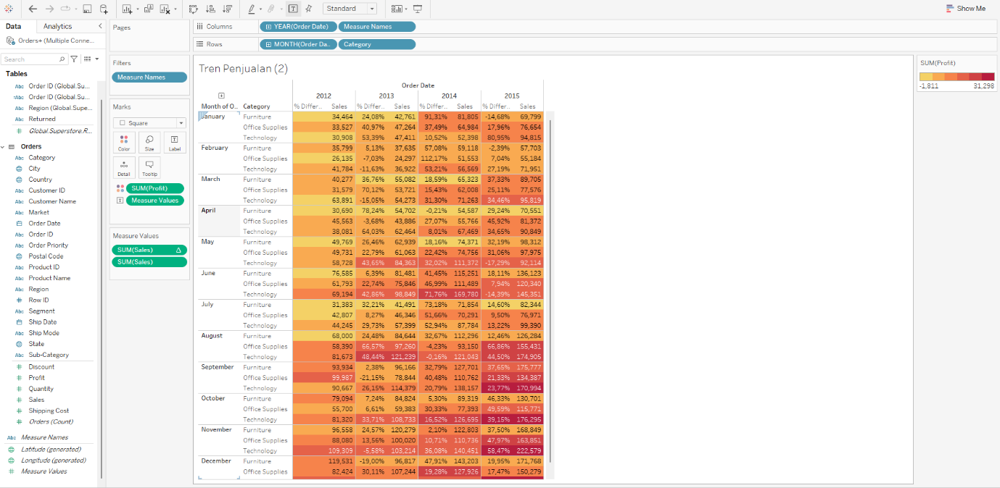 Standard
Show Me
Data Analytics
Orders+ (Multiple Conne...
Search
Tables
Abc Order ID (Global.Su...
=Abc Order ID (Global.Su...
Abc Region (Global.Supe...
Abc Returned
# Global.Superstore.R...
Orders
Abc Category
City
Country
Abc Customer ID
Abc Customer Name
Abc Market
Order Date
Abc Order ID
Abc Order Priority
Postal Code
Abc Product ID
Abc Product Name
Abc Region
# Row ID
Abc Segment
Ship Date
Abc Ship Mode
State
Abc Sub-Category
# Discount
# Profit
# Quantity
# Sales
# Shipping Cost
# Orders (Count)
Abc Measure Names
Latitude (generated)
Longitude (generated)
# Measure Values
Pages
Filters
Measure Names
Marks
Square
Color Size Label
Detail Tooltip
SUM(Profit)
Measure Values
Measure Values
SUM(Sales) Δ
SUM(Sales)
Columns YEAR(Order Date) Measure Names
Rows MONTH(Order Da.. Category
Tren Penjualan (2)
Order Date
2012 2013 2014 2015
Month of O.. Category % Differ.. Sales % Differ.. Sales % Differ.. Sales % Differ.. Sales
January Furniture 34,464 24,08% 42,761 91,31% 81,805 -14,68% 69,799
Office Supplies 33,527 40,97% 47,264 37,49% 64,984 17,96% 76,654
Technology 30,908 53,39% 47,411 10,52% 52,398 80,95% 94,815
February Furniture 35,799 5,13% 37,635 57,08% 59,118 -2,39% 57,703
Office Supplies 26,135 -7,03% 24,297 112,17% 51,553 7,04% 55,184
Technology 41,784 -11,63% 36,922 53,21% 56,569 27,19% 71,951
March Furniture 40,277 36,76% 55,082 18,59% 65,323 37,33% 89,705
Office Supplies 31,579 70,12% 53,721 15,43% 62,008 25,11% 77,576
Technology 63,891 -15,05% 54,273 31,30% 71,263 34,46% 95,819
April Furniture 30,690 78,24% 54,702 -0,21% 54,587 29,24% 70,551
Office Supplies 45,563 -3,68% 43,886 27,07% 55,766 45,92% 81,372
Technology 38,081 64,03% 62,464 8,01% 67,469 34,65% 90,849
May Furniture 49,769 26,46% 62,939 18,16% 74,371 32,19% 98,312
Office Supplies 49,731 22,79% 61,063 22,42% 74,756 31,06% 97,975
Technology 58,728 43,65% 84,363 32,02% 111,372 -17,29% 92,114
June Furniture 76,585 6,39% 81,481 41,45% 115,251 18,11% 136,123
Office Supplies 61,793 22,74% 75,846 46,99% 111,489 7,94% 120,340
Technology 69,194 42,86% 98,849 71,76% 169,780 -14,39% 145,351
July Furniture 31,383 32,21% 41,491 73,18% 71,854 14,60% 82,344
Office Supplies 42,807 8,27% 46,346 51,66% 70,291 9,50% 76,971
Technology 44,245 29,73% 57,399 52,94% 87,784 13,22% 99,390
August Furniture 68,000 24,48% 84,644 32,67% 112,296 12,46% 126,284
Office Supplies 58,390 66,57% 97,260 -4,23% 93,150 66,86% 155,431
Technology 81,673 48,44% 121,239 -0,16% 121,043 44,50% 174,905
September Furniture 93,934 2,38% 96,166 32,79% 127,701 37,65% 175,777
Office Supplies 99,987 -21,15% 78,844 40,48% 110,762 21,33% 134,387
Technology 90,667 26,15% 114,379 20,79% 138,157 23,77% 170,994
October Furniture 79,094 7,24% 84,824 5,30% 89,319 46,33% 130,701
Office Supplies 55,700 6,61% 59,383 30,33% 77,393 49,59% 115,771
Technology 81,320 33,71% 108,733 16,52% 126,695 39,15% 176,295
November Furniture 96,558 24,57% 120,279 2,10% 122,803 37,50% 168,849
Office Supplies 88,080 13,56% 100,020 10,71% 110,736 47,97% 163,851
Technology 109,309 -5,58% 103,214 36,08% 140,451 58,47% 222,579
December Furniture 119,531 -19,00% 96,817 47,91% 143,203 19,95% 171,768
Office Supplies 82,424 30,11% 107,244 19,28% 127,926 17,47% 150,279
SUM(Profit)
-1,811 31,298